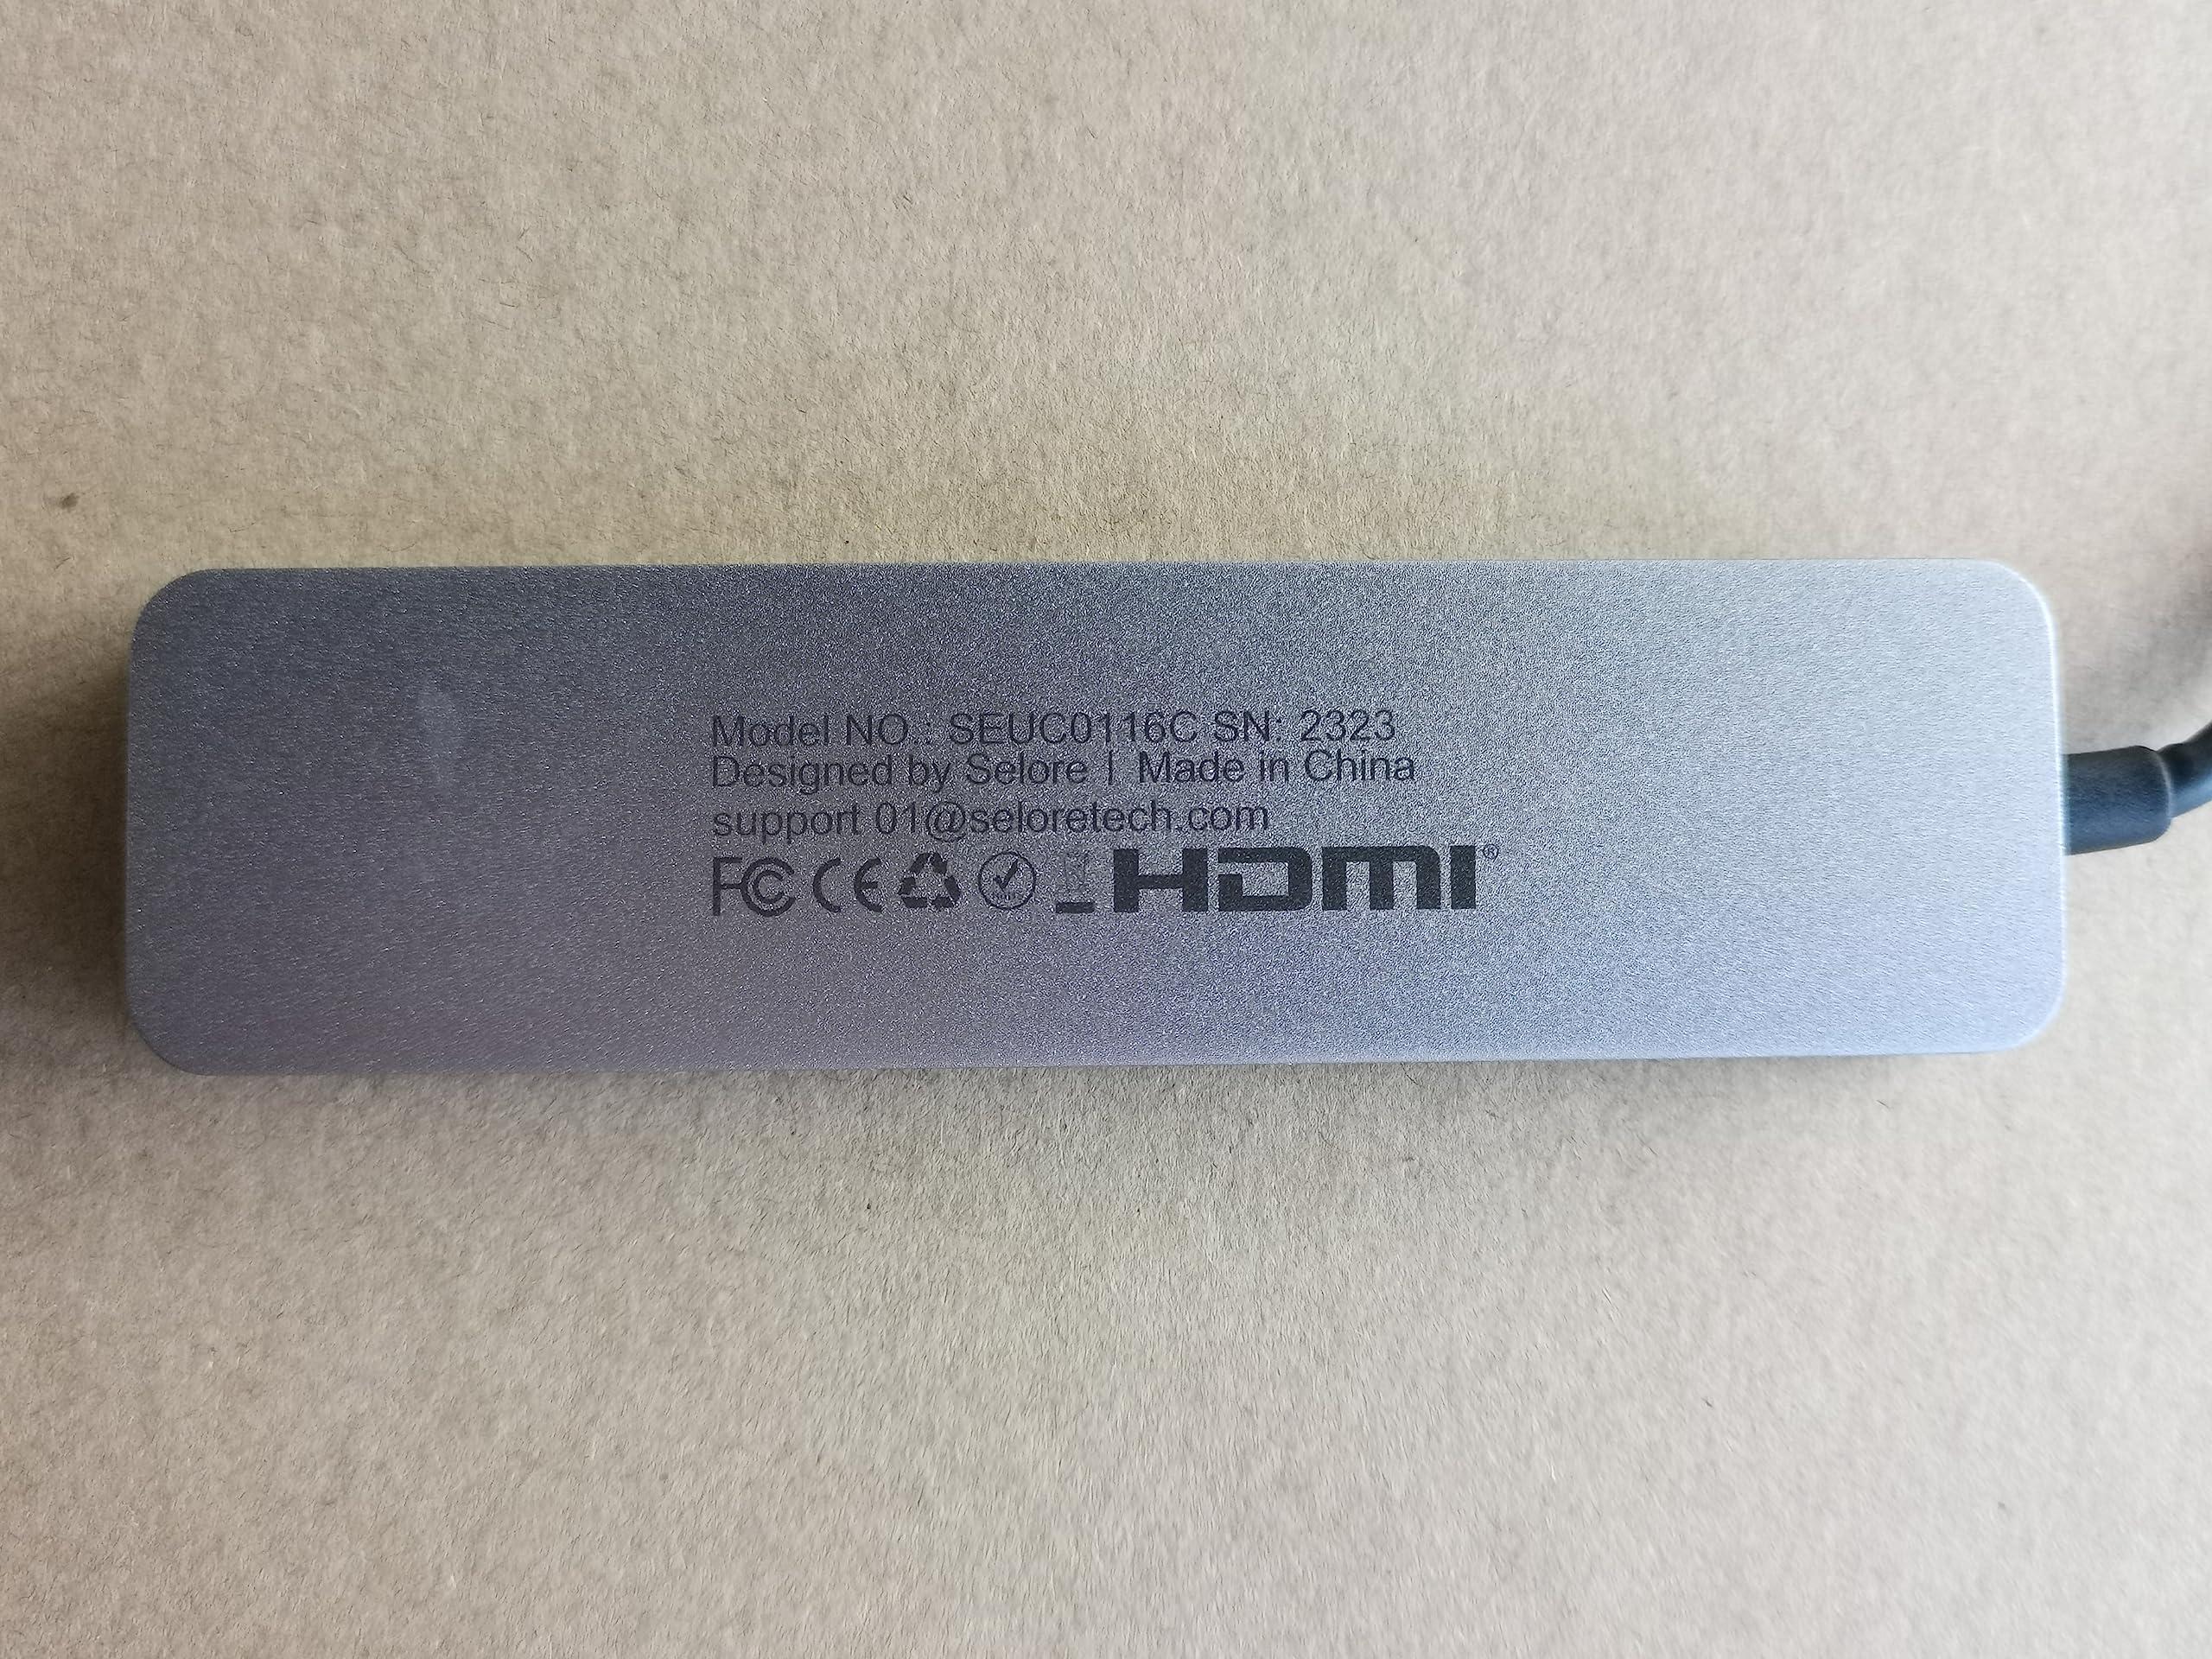 Model NO.: SEUC0116C SN: 2323
Designed by Selore | Made in China
support 01@seloretech.com
FC CE HDMI®